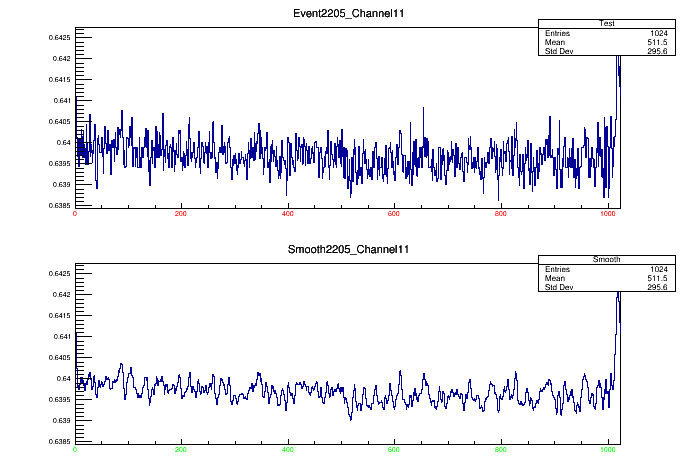 Event2205_Channel11
Test
Entries 1024
Mean 511.5
Std Dev 295.6
0.6425
0.642
0.6415
0.641
0.6405
0.64
0.6395
0.639
0.6385
0 200 400 600 800 1000
Smooth2205_Channel11
Smooth
Entries 1024
Mean 511.5
Std Dev 295.6
0.6425
0.642
0.6415
0.641
0.6405
0.64
0.6395
0.639
0.6385
0 200 400 600 800 1000